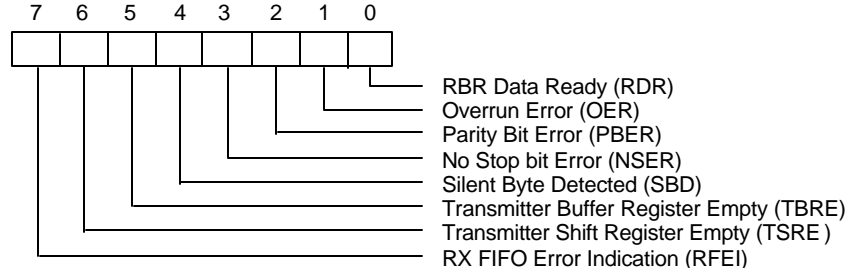 7 6 5 4 3 2 1 0
RBR Data Ready (RDR)
Overrun Error (OER)
Parity Bit Error (PBER)
No Stop bit Error (NSER)
Silent Byte Detected (SBD)
Transmitter Buffer Register Empty (TBRE)
Transmitter Shift Register Empty (TSRE )
RX FIFO Error Indication (RFEI)